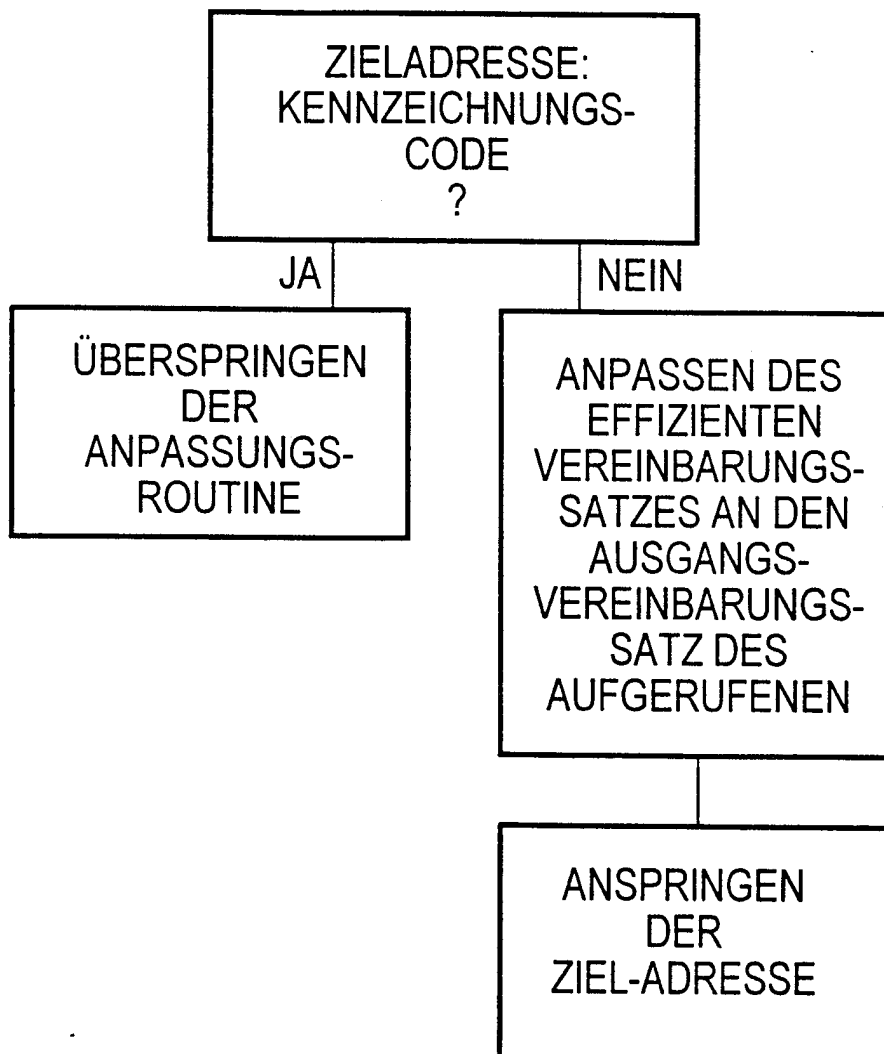 ZIELADRESSE:
KENNZEICHNUNGS-
CODE
?
JA
NEIN
ÜBERSPRINGEN
DER
ANPASSUNGS-
ROUTINE
ANPASSEN DES
EFFIZIENTEN
VEREINBARUNGS-
SATZES AN DEN
AUSGANGS-
VEREINBARUNGS-
SATZ DES
AUFGERUFENEN
ANSPRINGEN
DER
ZIEL-ADRESSE